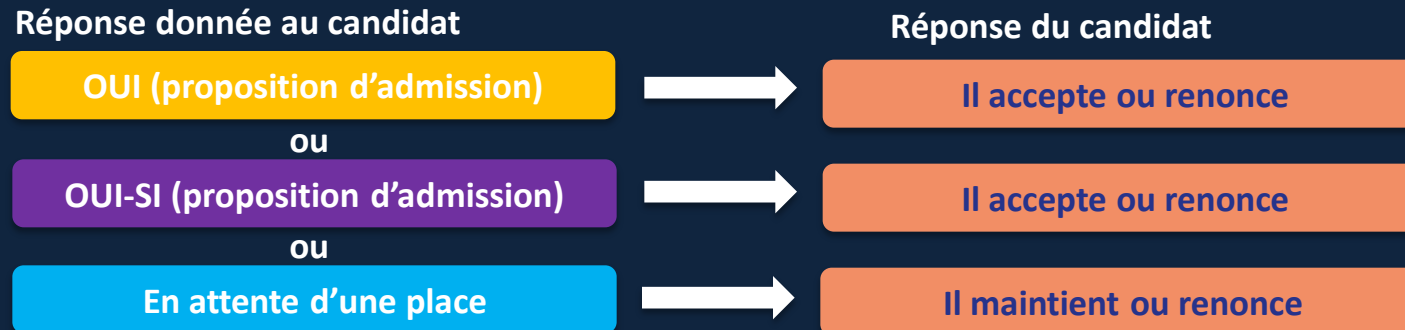 Réponse donnée au candidat
Réponse du candidat
OUI (proposition d’admission)
Il accepte ou renonce
ou
OUI-SI (proposition d’admission)
Il accepte ou renonce
ou
En attente d’une place
Il maintient ou renonce